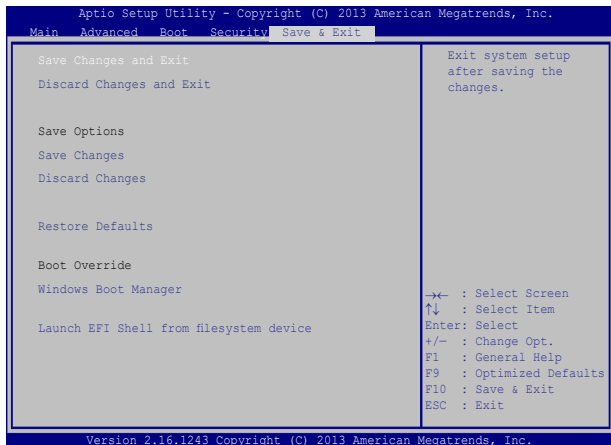 Aptio Setup Utility - Copyright (C) 2013 American Megatrends, Inc.
Main Advanced Boot Security Save & Exit
Save Changes and Exit
Discard Changes and Exit
Save Options
Save Changes
Discard Changes
Restore Defaults
Boot Override
Windows Boot Manager
Launch EFI Shell from filesystem device
Exit system setup
after saving the
changes.
→← : Select Screen
↑↓ : Select Item
Enter: Select
+/— : Change Opt.
F1 : General Help
F9 : Optimized Defaults
F10 : Save & Exit
ESC : Exit
Version 2.16.1243 Copyright (C) 2013 American Megatrends, Inc.